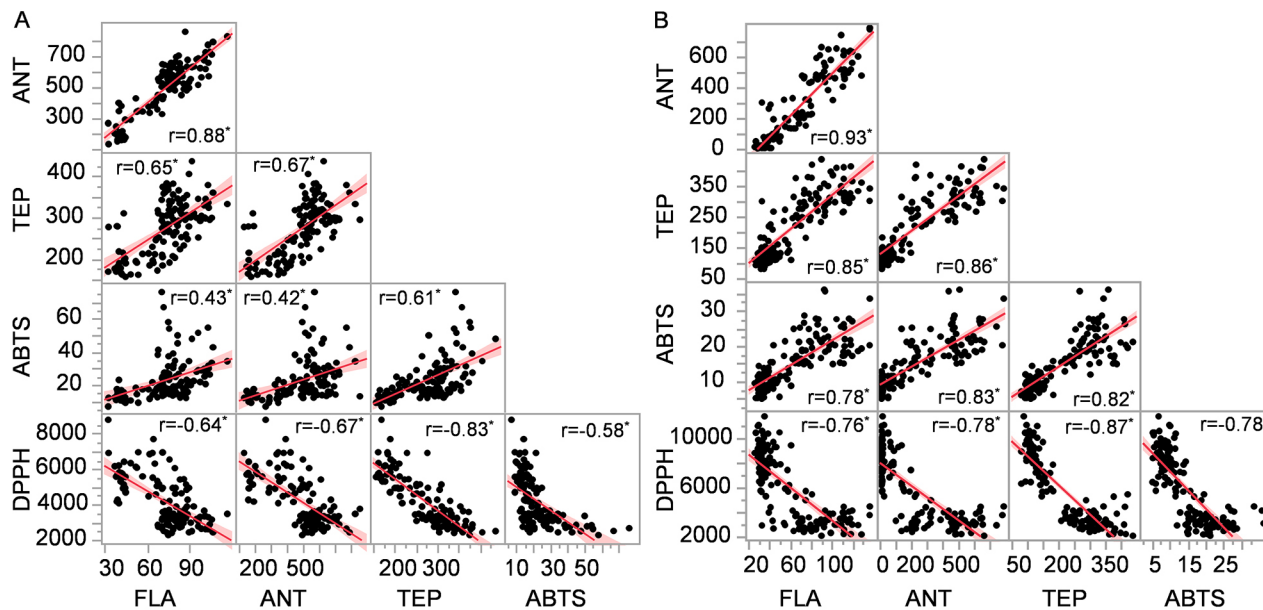 A
B
ANT
700
500
300
r=0.88*
ANT
600
400
200
0
r=0.93*
TEP
400
300
200
r=0.65*
r=0.67*
TEP
350
250
150
50
r=0.85*
r=0.86*
ABTS
60
40
20
r=0.43*
r=0.42*
r=0.61*
ABTS
30
20
10
r=0.78*
r=0.83*
r=0.82*
DPPH
8000
6000
4000
2000
r=-0.64*
r=-0.67*
r=-0.83*
r=-0.58*
DPPH
10000
6000
2000
r=-0.76*
r=-0.78*
r=-0.87*
r=-0.78
30 60 90 200 500 200 300 10 30 50
FLA ANT TEP ABTS
20 60 100 0 200 500 50 150 350 5 15 25
FLA ANT TEP ABTS